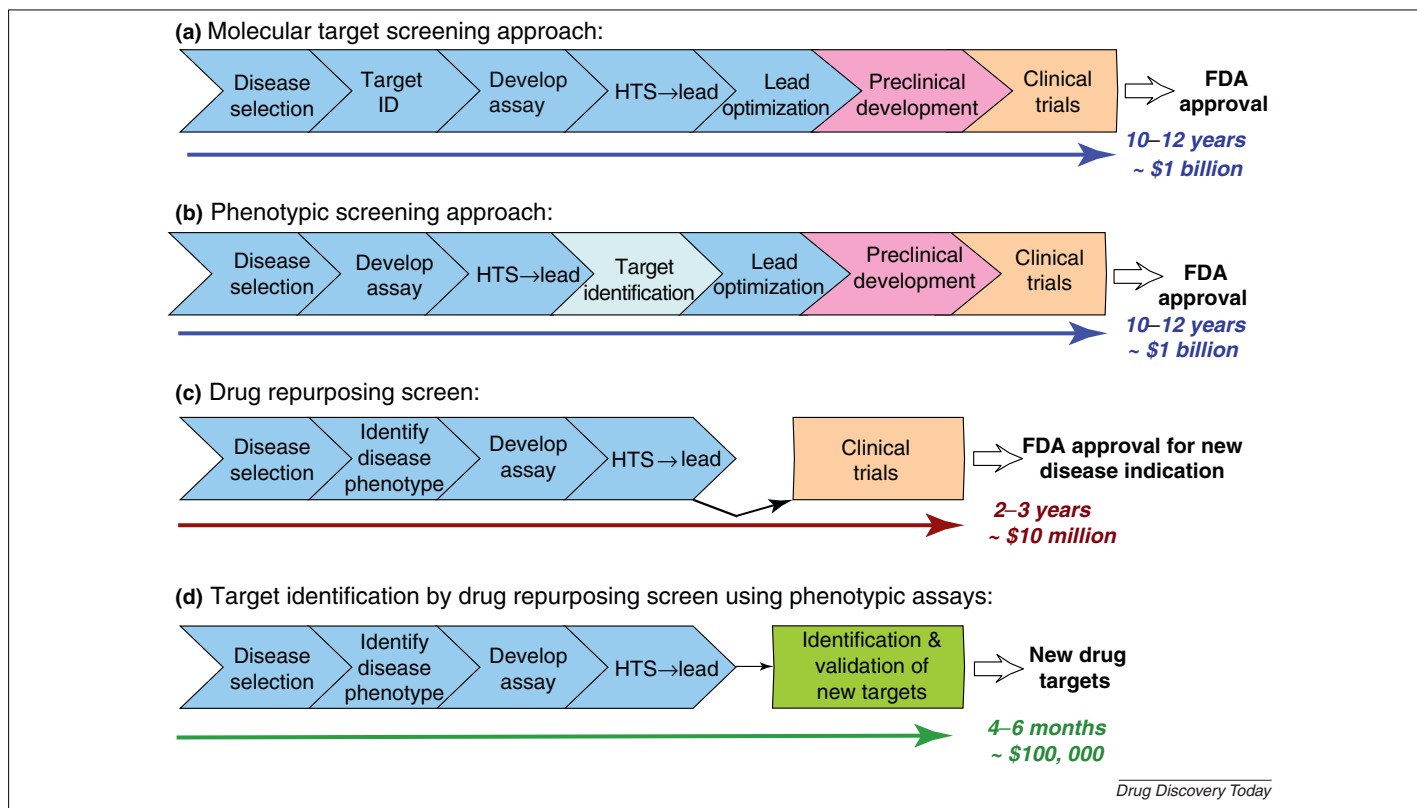 (a) Molecular target screening approach:
Disease
selection
Target
ID
Develop
assay
HTS→lead
Lead
optimization
Preclinical
development
Clinical
trials
FDA
approval
10–12 years
~ $1 billion
(b) Phenotypic screening approach:
Disease
selection
Develop
assay
HTS→lead
Target
identification
Lead
optimization
Preclinical
development
Clinical
trials
FDA
approval
10–12 years
~ $1 billion
(c) Drug repurposing screen:
Disease
selection
Identify
disease
phenotype
Develop
assay
HTS→lead
Clinical
trials
FDA approval for new
disease indication
2–3 years
~ $10 million
(d) Target identification by drug repurposing screen using phenotypic assays:
Disease
selection
Identify
disease
phenotype
Develop
assay
HTS→lead
Identification &
validation of
new targets
New drug
targets
4–6 months
~ $100, 000
Drug Discovery Today